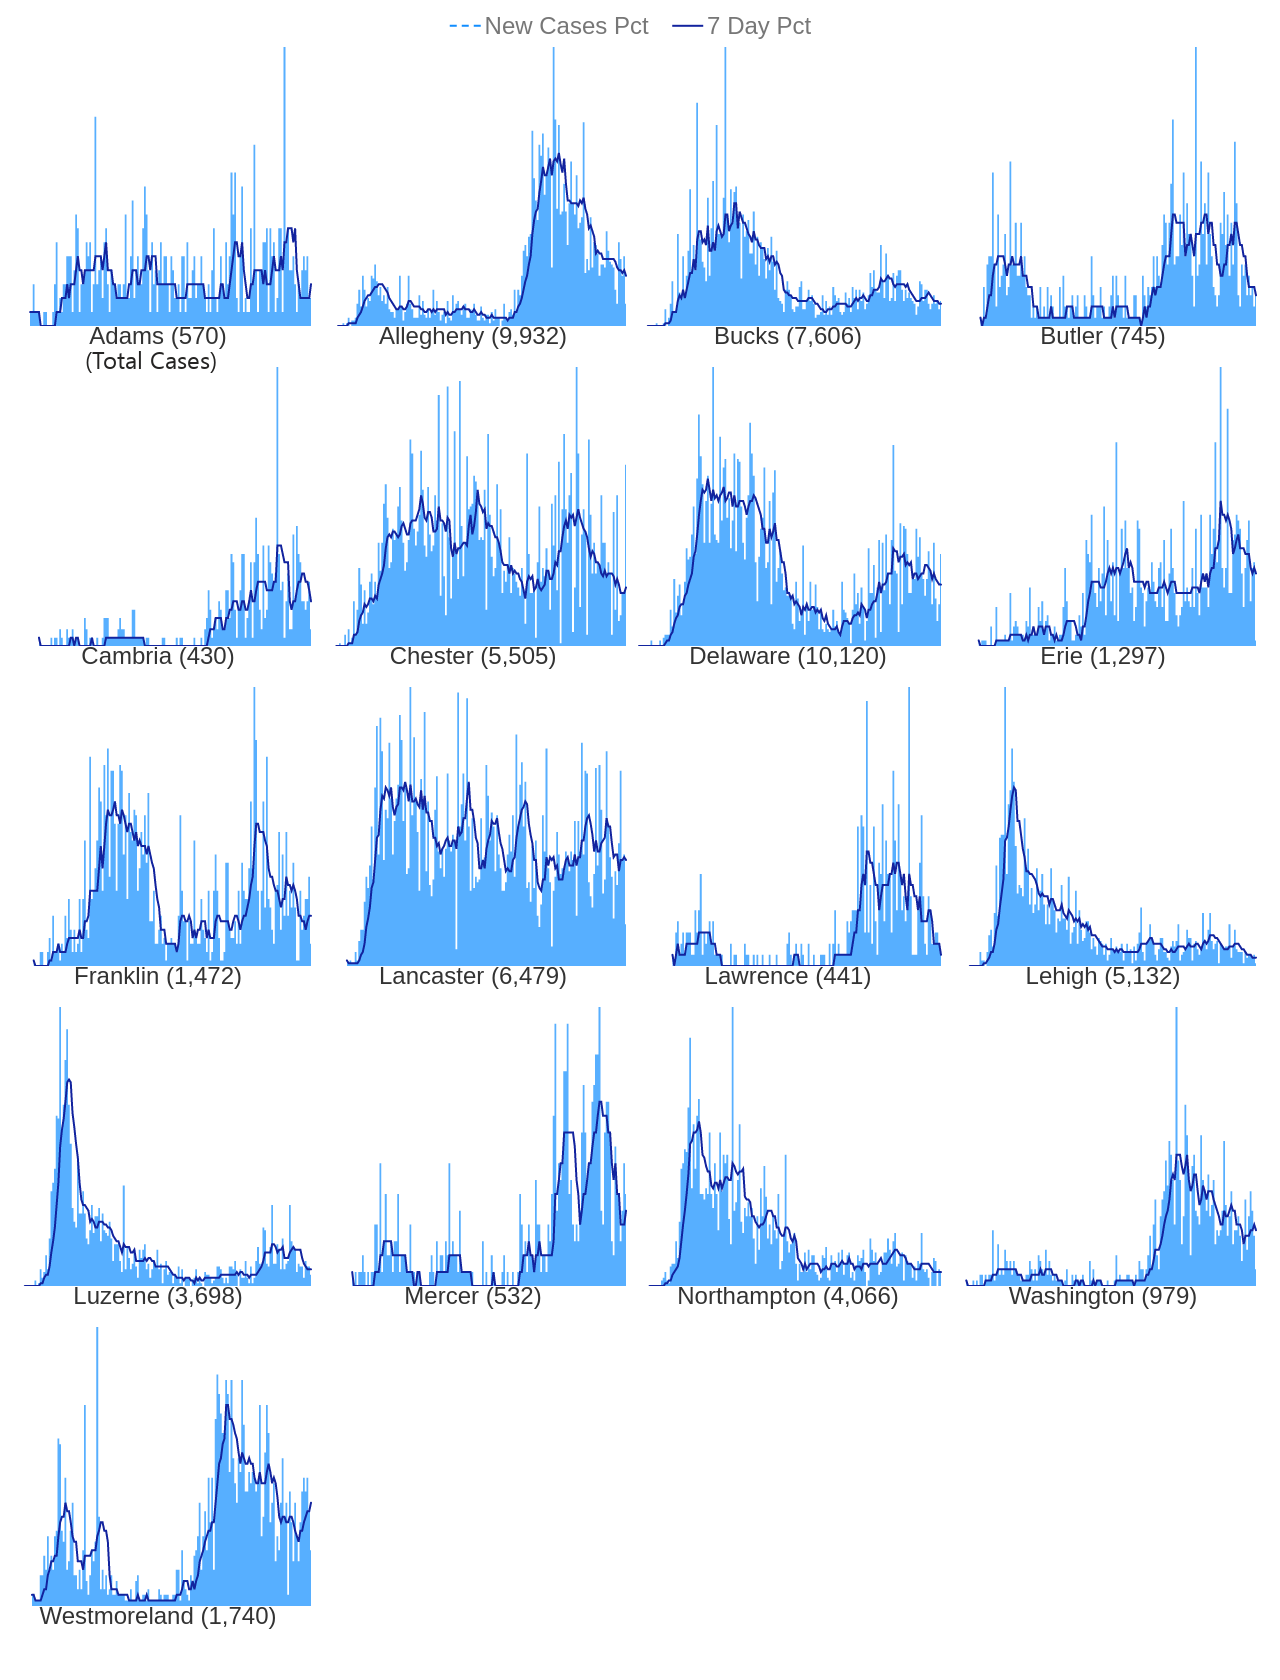 New Cases Pct 7 Day Pct
Adams (570) Allegheny (9,932) Bucks (7,606) Butler (745)
(Total Cases)
Cambria (430) Chester (5,505) Delaware (10,120) Erie (1,297)
Franklin (1,472) Lancaster (6,479) Lawrence (441) Lehigh (5,132)
Luzerne (3,698) Mercer (532) Northampton (4,066) Washington (979)
Westmoreland (1,740)